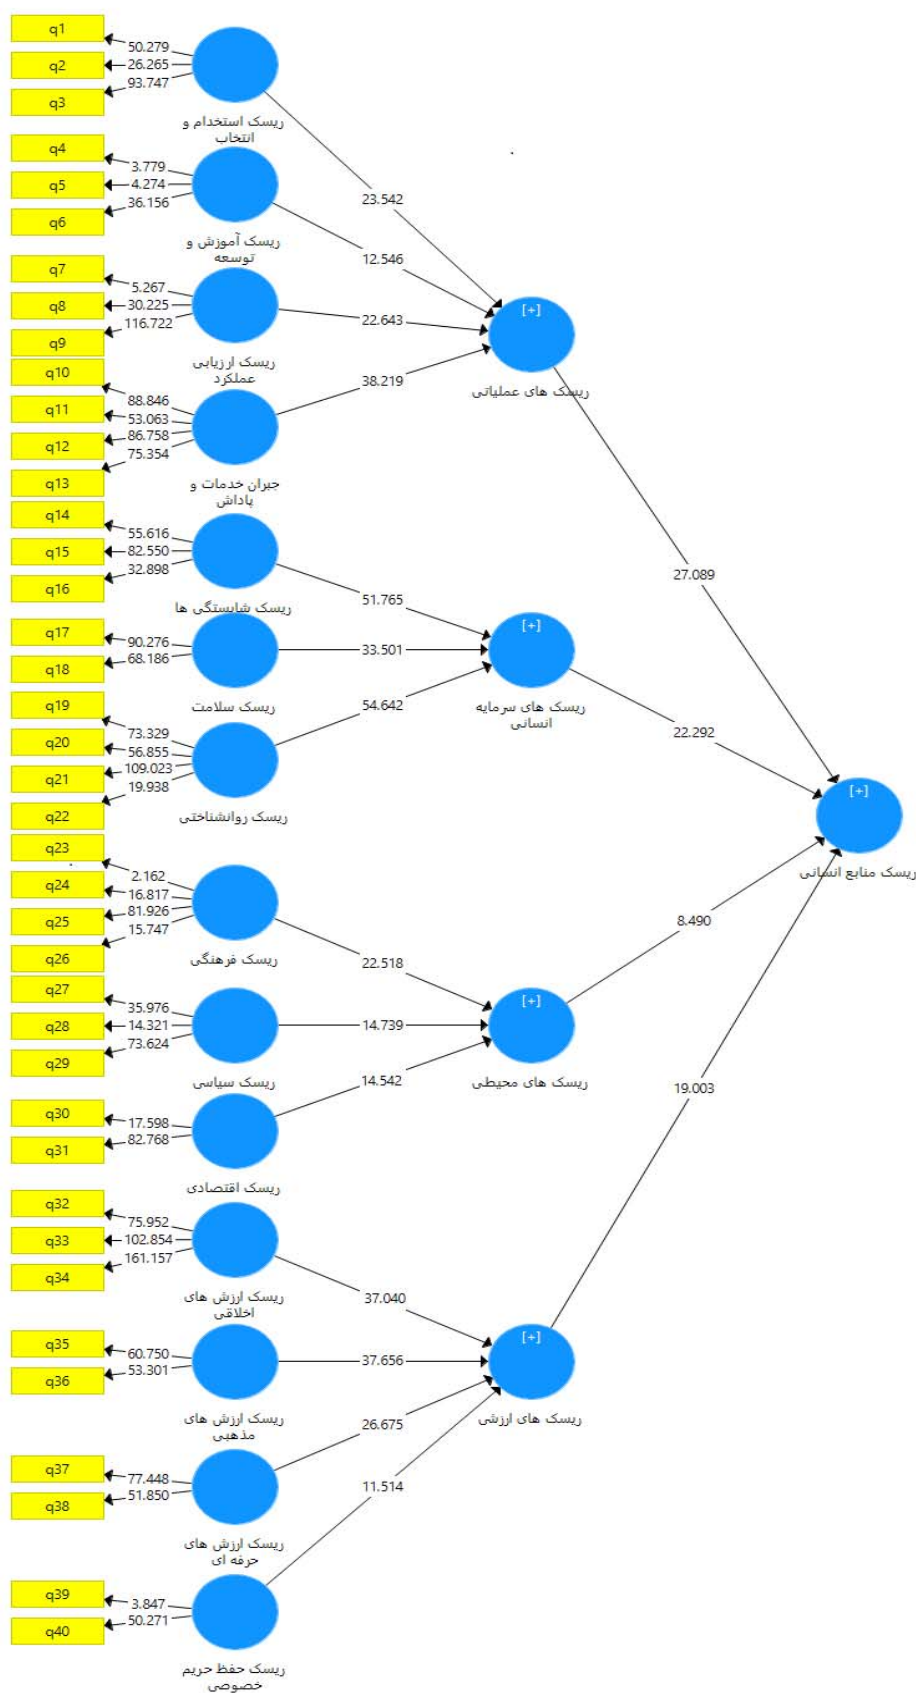 q1
q2
q3
50.279
26.265
93.747
ریسک استخدام و
انتخاب
q4
q5
q6
3.779
4.274
36.156
ریسک آموزش و
توسعه
q7
q8
q9
5.267
30.225
116.722
ریسک ارزیابی
عملکرد
q10
q11
q12
q13
88.846
53.063
86.758
75.354
جبران خدمات و
پاداش
23.542
12.546
22.643
38.219
[+]
ریسک های عملیاتی
q14
q15
q16
55.616
82.550
32.898
ریسک شایستگی ها
q17
q18
90.276
68.186
ریسک سلامت
q19
q20
q21
q22
73.329
56.855
109.023
19.938
ریسک روانشناختی
51.765
33.501
54.642
[+]
ریسک های سرمایه
انسانی
q23
q24
q25
q26
2.162
16.817
81.926
15.747
ریسک فرهنگی
q27
q28
q29
35.976
14.321
73.624
ریسک سیاسی
q30
q31
17.598
82.768
ریسک اقتصادی
22.518
14.739
14.542
[+]
ریسک های محیطی
q32
q33
q34
75.952
102.854
161.157
ریسک ارزش های
اخلاقی
q35
q36
60.750
53.301
ریسک ارزش های
مذهبی
q37
q38
77.448
51.850
ریسک ارزش های
حرفه ای
q39
q40
3.847
50.271
ریسک حفظ حریم
خصوصی
37.040
37.656
26.675
11.514
[+]
ریسک های ارزشی
27.089
22.292
8.490
19.003
[+]
ریسک منابع انسانی